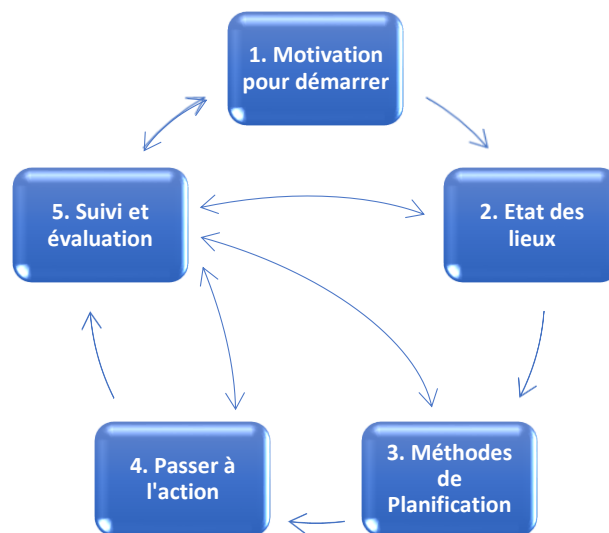 1. Motivation
pour démarrer
2. Etat des
lieux
3. Méthodes
de
Planification
4. Passer à
l'action
5. Suivi et
évaluation